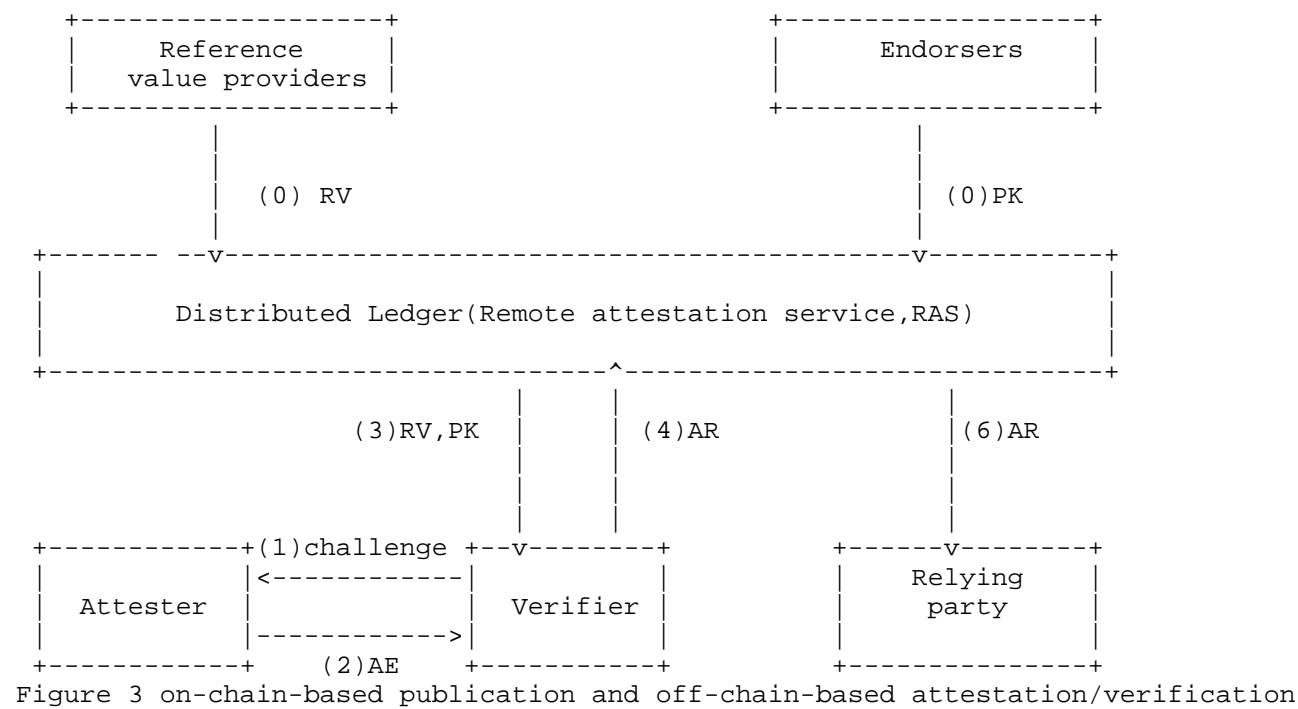 Reference
value providers
Endorsers
(0) RV
(0)PK
Distributed Ledger(Remote attestation service,RAS)
(3)RV,PK
(4)AR
(6)AR
(1)challenge
Attester
Verifier
Relying
party
(2)AE
Figure 3 on-chain-based publication and off-chain-based attestation/verification